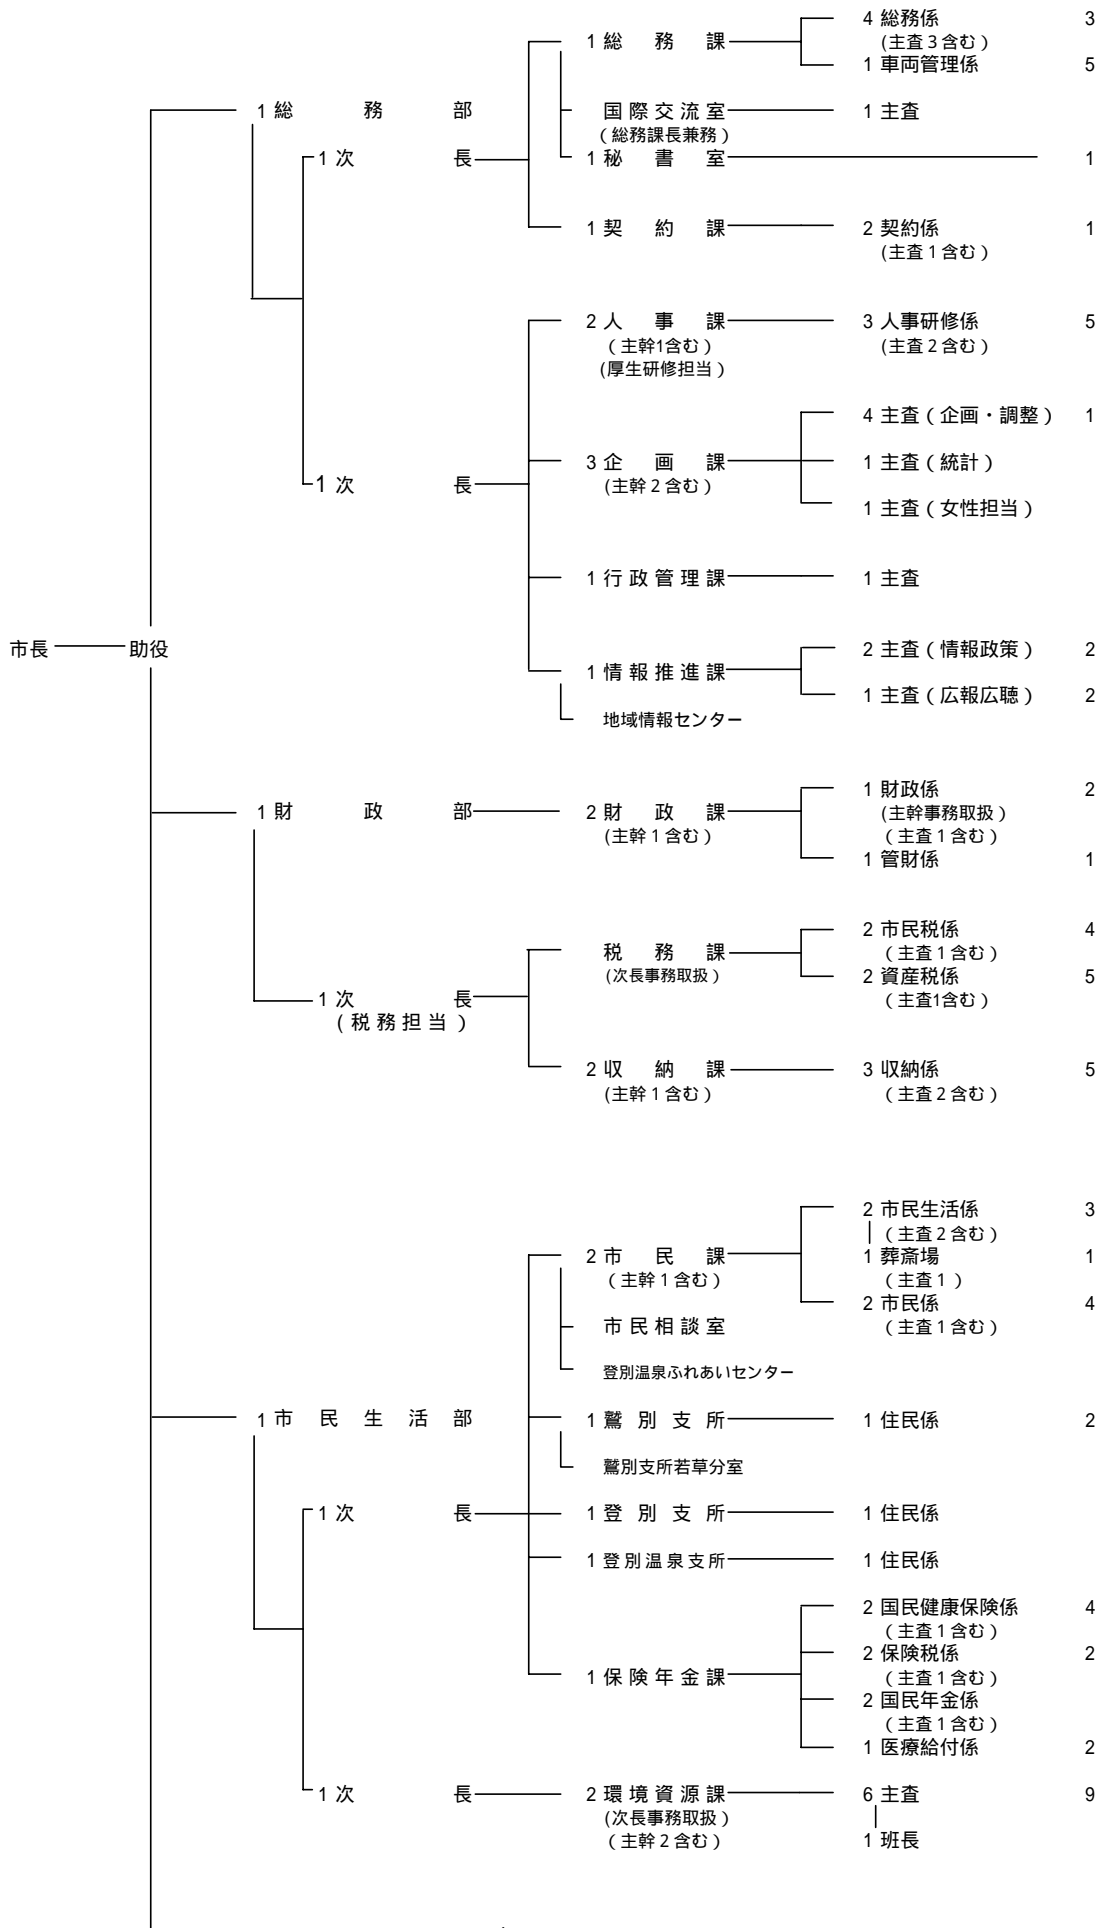 4 総務係 3
1 総務課 (主査3含む)
1 車両管理係 5
1 総務部 国際交流室 1 主査
(総務課長兼務)
1 次長 1 秘書室 1
1 契約課 2 契約係 1
(主査1含む)
2 人事課 3 人事研修係 5
(主幹1含む) (主査2含む)
(厚生研修担当)
4 主査(企画・調整) 1
3 企画課 1 主査(統計)
1 次長 (主幹2含む)
1 主査(女性担当)
1 行政管理課 1 主査
市長 助役 2 主査(情報政策) 2
1 情報推進課
1 主査(広報広聴) 2
地域情報センター
1 財政係 2
1 財政部 2 財政課 (主幹事務取扱)
(主幹1含む) (主査1含む)
1 管財係 1
2 市民税係 4
税務課 (主査1含む)
(次長事務取扱) 2 資産税係 5
1 次長 (主査1含む)
(税務担当)
2 収納課 3 収納係 5
(主幹1含む) (主査2含む)
2 市民生活係 3
(主査2含む)
2 市民課 1 葬斎場 1
(主幹1含む) (主査1)
2 市民係 4
市民相談室 (主査1含む)
登別温泉ふれあいセンター
1 市民生活部 1 鷲別支所 1 住民係 2
鷲別支所若草分室
1 次長 1 登別支所 1 住民係
1 登別温泉支所 1 住民係
2 国民健康保険係 4
(主査1含む)
2 保険税係 2
1 保険年金課 (主査1含む)
2 国民年金係
(主査1含む)
1 医療給付係 2
1 次長 2 環境資源課 6 主査 9
(次長事務取扱)
(主幹2含む) 1 班長